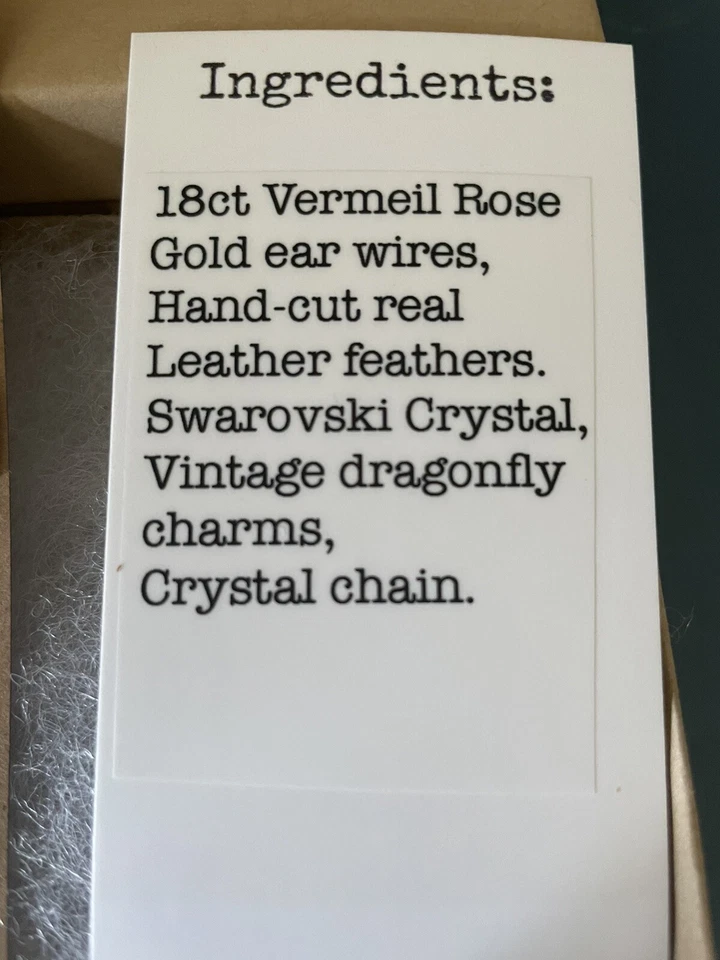 Ingredients:
18ct Vermeil Rose
Gold ear wires,
Hand-cut real
Leather feathers.
Swarovski Crystal,
Vintage dragonfly
charms,
Crystal chain.